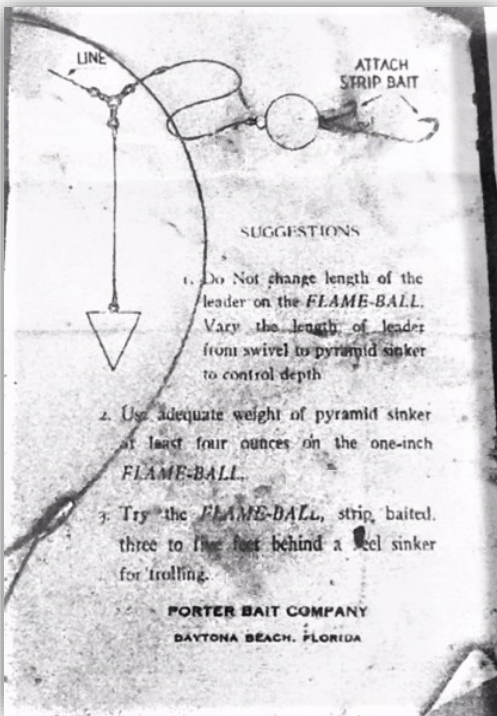 LINE
ATTACH
STRIP BAIT
SUGGESTIONS
1. Do Not change length of the
leader on the FLAME-BALL.
Vary the length of leader
from swivel to pyramid sinker
to control depth
2. Use adequate weight of pyramid sinker
at least four ounces on the one-inch
FLAME-BALL.
3. Try the FLAME-BALL, strip baited,
three to five feet behind a keel sinker
for trolling.
PORTER BAIT COMPANY
DAYTONA BEACH, FLORIDA